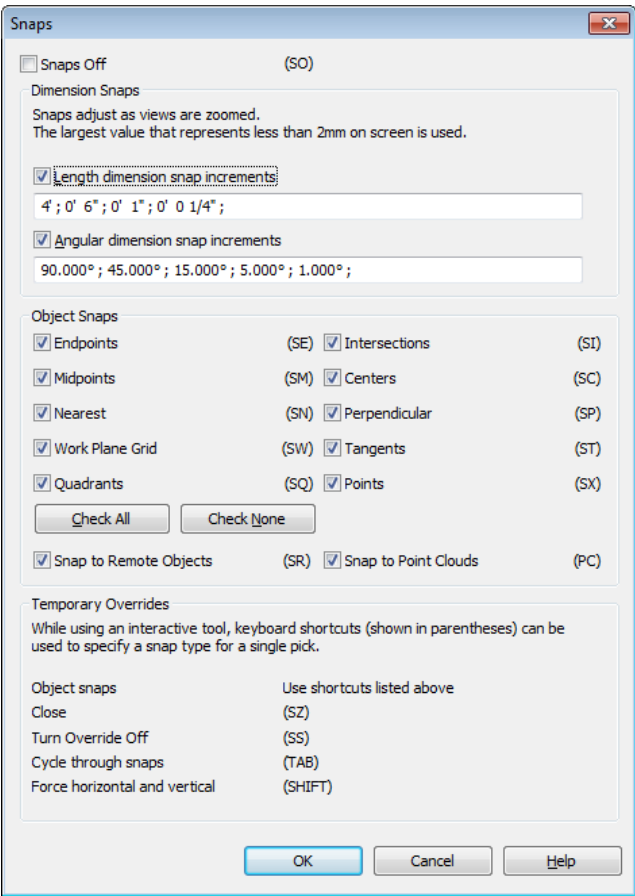 Snaps
Snaps Off (SO)
Dimension Snaps
Snaps adjust as views are zoomed.
The largest value that represents less than 2mm on screen is used.
Length dimension snap increments
4' ; 0' 6" ; 0' 1" ; 0' 0 1/4" ;
Angular dimension snap increments
90.000° ; 45.000° ; 15.000° ; 5.000° ; 1.000° ;
Object Snaps
Endpoints (SE) Intersections (SI)
Midpoints (SM) Centers (SC)
Nearest (SN) Perpendicular (SP)
Work Plane Grid (SW) Tangents (ST)
Quadrants (SQ) Points (SX)
Check All Check None
Snap to Remote Objects (SR) Snap to Point Clouds (PC)
Temporary Overrides
While using an interactive tool, keyboard shortcuts (shown in parentheses) can be
used to specify a snap type for a single pick.
Object snaps Use shortcuts listed above
Close (SZ)
Turn Override Off (SS)
Cycle through snaps (TAB)
Force horizontal and vertical (SHIFT)
OK Cancel Help